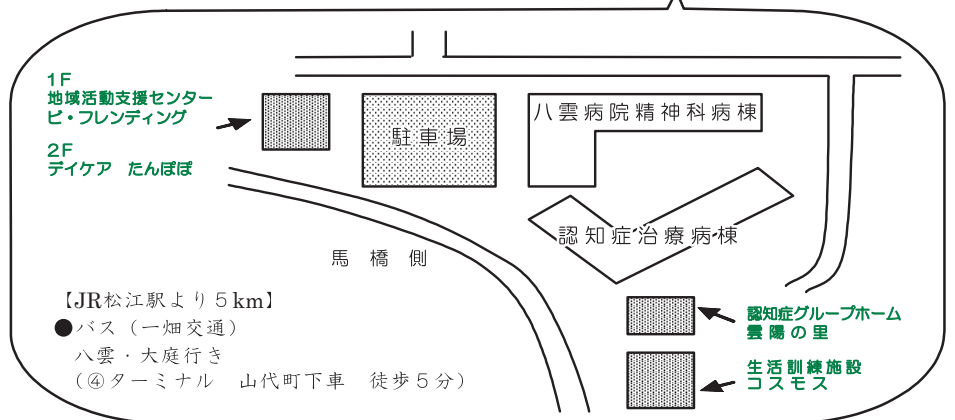 1F
地域活動支援センター
ビ・フレンディング
2F
デイケア　たんぽぽ
駐車場
八雲病院精神科病棟
認知症治療病棟
馬橋側
【JR松江駅より５km】
●バス（一畑交通）
八雲・大庭行き
（④ターミナル　山代町下車　徒歩５分）
認知症グループホーム
雲陽の里
生活訓練施設
コスモス